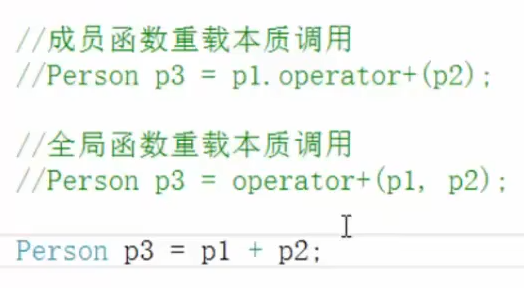 //成员函数重载本质调用
//Person p3 = p1.operator+(p2);
//全局函数重载本质调用
//Person p3 = operator+(p1, p2);
Person p3 = p1 + p2;